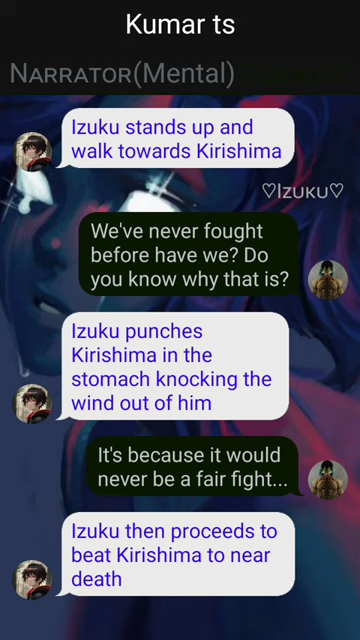 Kumar ts
Narrator(Mental)
Izuku stands up and
walk towards Kirishima
♡Izuku♡
We've never fought
before have we? Do
you know why that is?
Izuku punches
Kirishima in the
stomach knocking the
wind out of him
It's because it would
never be a fair fight...
Izuku then proceeds to
beat Kirishima to near
death